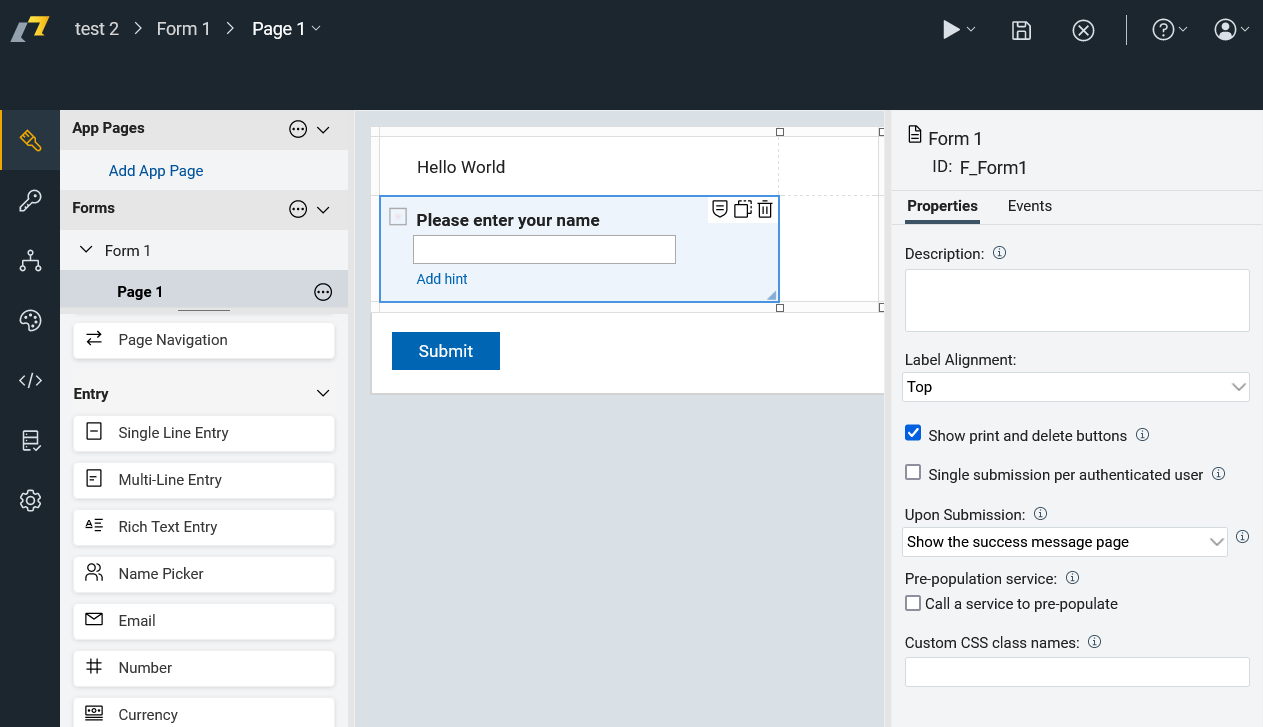 test 2 > Form 1 > Page 1
App Pages
Add App Page
Forms
Form 1
Page 1
Page Navigation
Entry
Single Line Entry
Multi-Line Entry
Rich Text Entry
Name Picker
Email
Number
Currency
Hello World
Please enter your name
Add hint
Submit
Form 1
ID: F_Form1
Properties Events
Description:
Label Alignment:
Top
Show print and delete buttons
Single submission per authenticated user
Upon Submission:
Show the success message page
Pre-population service:
Call a service to pre-populate
Custom CSS class names: